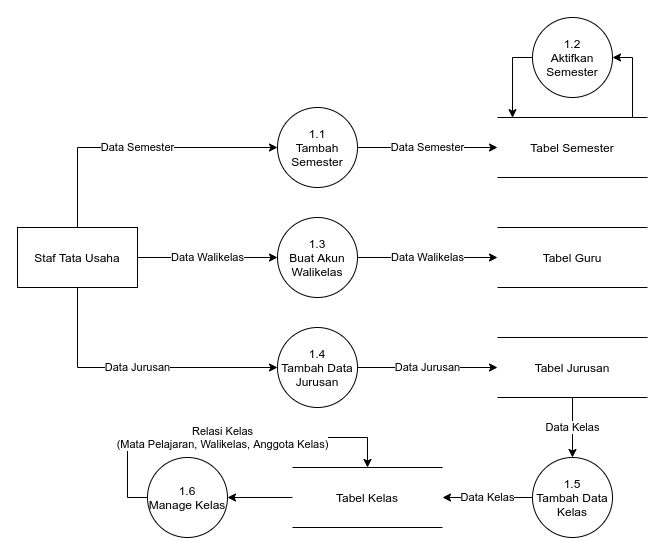 1.2
Aktifkan
Semester
1.1
Tambah
Semester
Data Semester
Data Semester
Tabel Semester
1.3
Buat Akun
Walikelas
Staf Tata Usaha
Data Walikelas
Data Walikelas
Tabel Guru
1.4
Tambah Data
Jurusan
Data Jurusan
Data Jurusan
Tabel Jurusan
Data Kelas
Relasi Kelas
(Mata Pelajaran, Walikelas, Anggota Kelas)
1.6
Manage Kelas
Tabel Kelas
Data Kelas
1.5
Tambah Data
Kelas